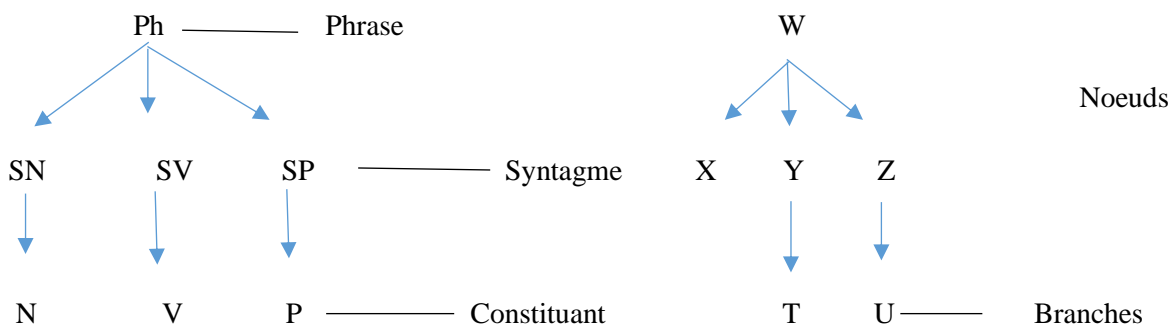 Ph Phrase W
Noeuds
SN SV SP Syntagme X Y Z
N V P Constituant T U Branches